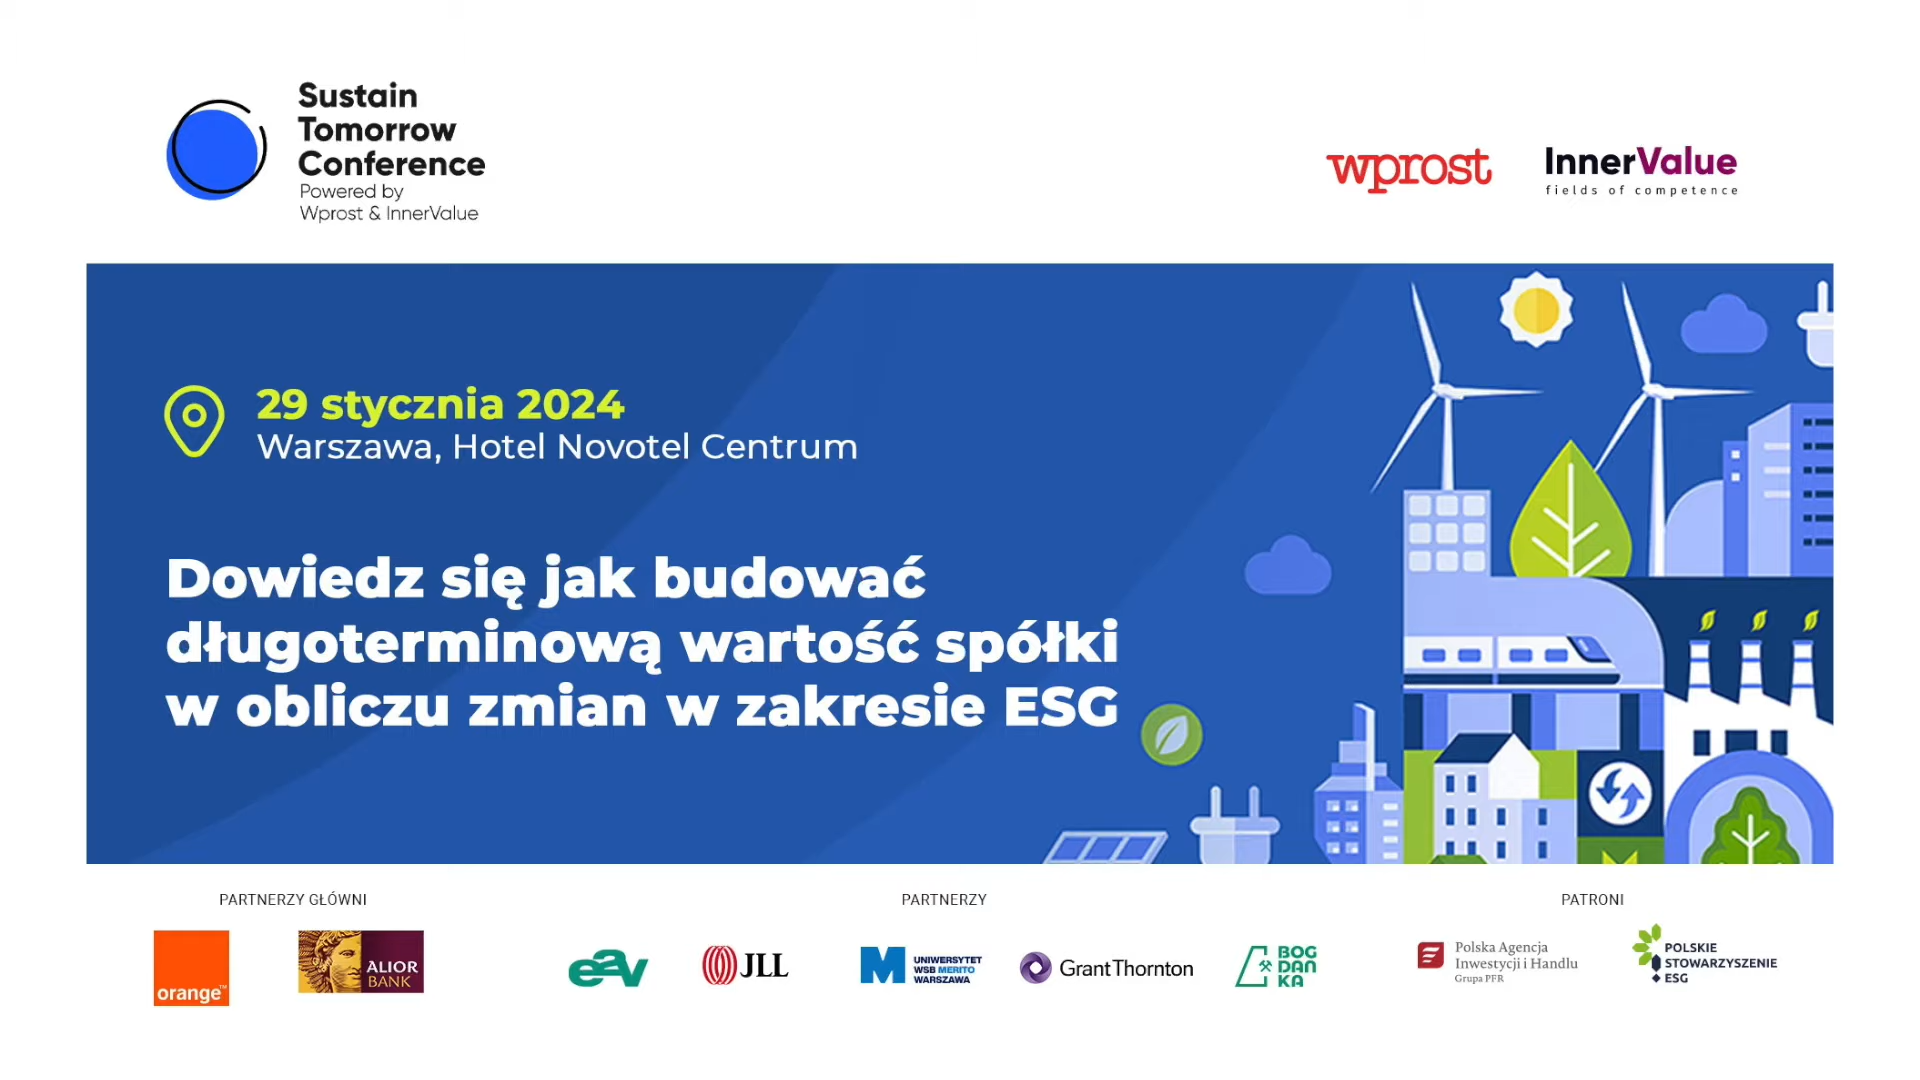 Sustain
Tomorrow
Conference
Powered by
Wprost & InnerValue
wprost
InnerValue
fields of competence
29 stycznia 2024
Warszawa, Hotel Novotel Centrum
Dowiedz się jak budować
długoterminową wartość spółki
w obliczu zmian w zakresie ESG
PARTNERZY GŁÓWNI
orange™
ALIOR
BANK
PARTNERZY
e2v
JLL
M
UNIWERSYTET
WSB MERITO
WARSZAWA
GrantThornton
BOG
DAN
KA
PATRONI
Polska Agencja
Inwestycji i Handlu
Grupa PFR
POLSKIE
STOWARZYSZENIE
ESG